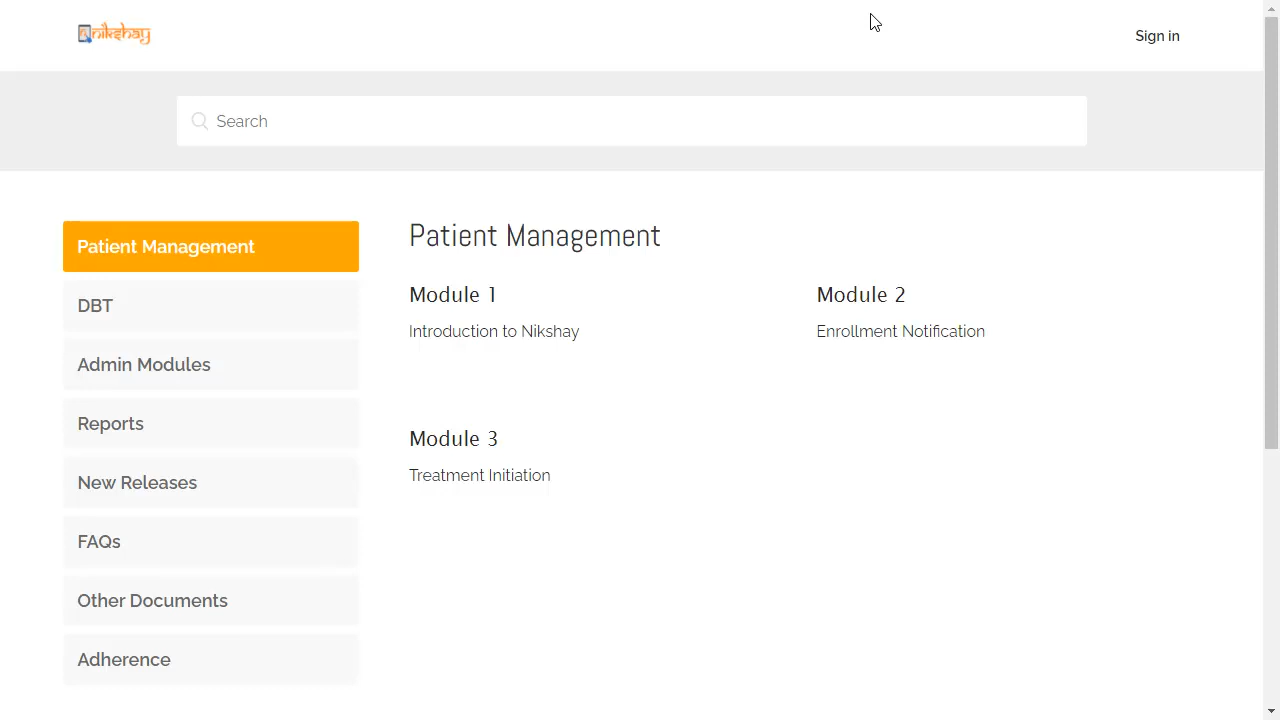 nikshay
Sign in
Search
Patient Management
DBT
Admin Modules
Reports
New Releases
FAQs
Other Documents
Adherence
Patient Management
Module 1
Introduction to Nikshay
Module 2
Enrollment Notification
Module 3
Treatment Initiation